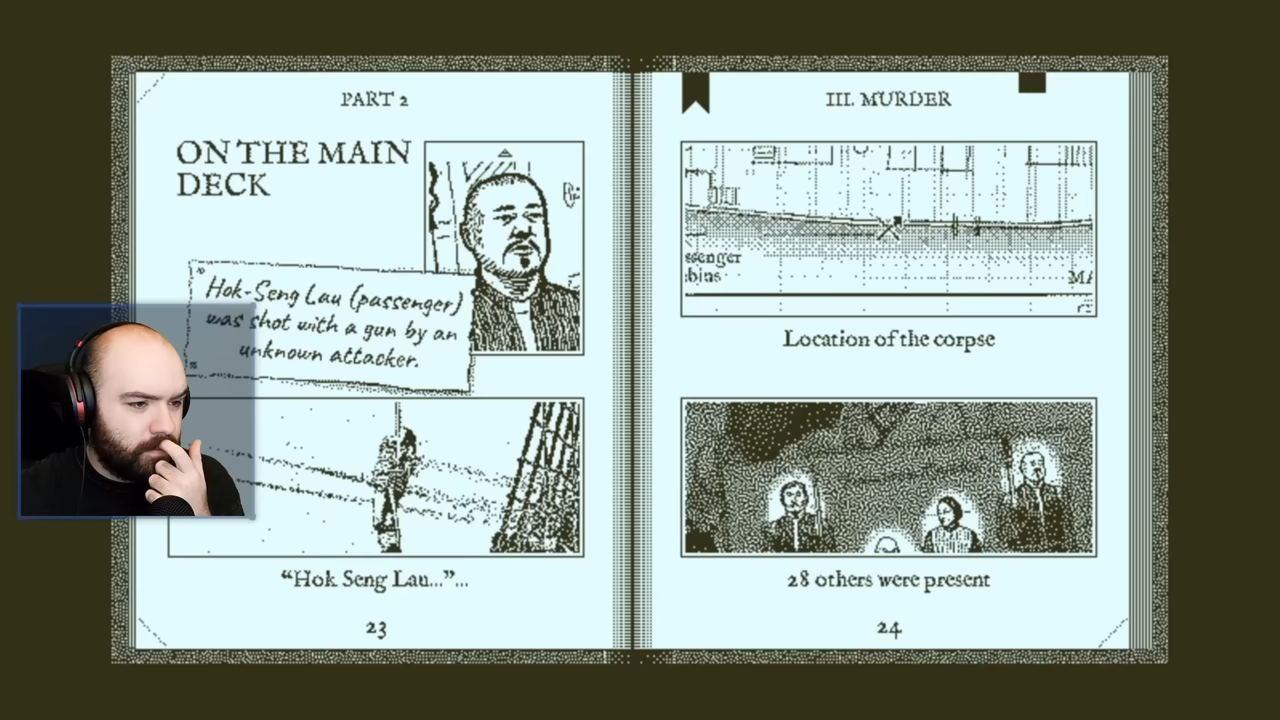 PART 2
ON THE MAIN
DECK
Hok-Seng Lau (passenger)
was shot with a gun by an
unknown attacker.
“Hok Seng Lau...”...
23
III. MURDER
ssenger
bins
MA
Location of the corpse
28 others were present
24